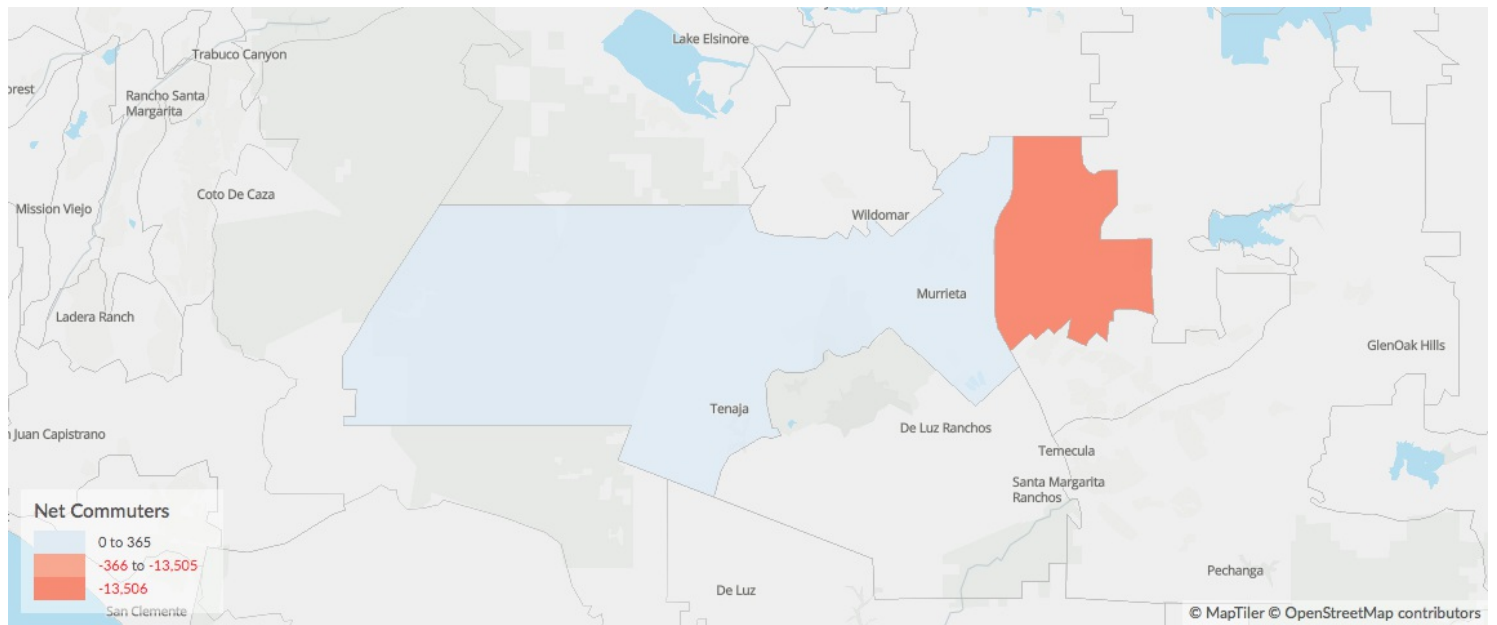 Lake Elsinore
Trabuco Canyon
Rancho Santa
Margarita
Coto De Caza
Mission Viejo
Wildomar
Murrieta
Ladera Ranch
GlenOak Hills
Tenaja
De Luz Ranchos
Juan Capistrano
Temecula
Santa Margarita
Ranchos
Net Commuters
0 to 365
-366 to -13,505
-13,506
Pechanga
De Luz
San Clemente
© MapTiler © OpenStreetMap contributors